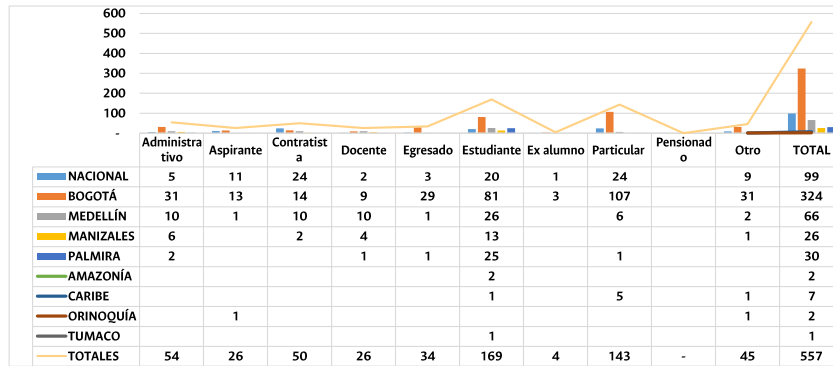 600
500
400
300
200
100
-
Administra Aspirante Contratist Docente Egresado Estudiante Ex alumno Particular Pensionad Otro TOTAL
tivo a o
NACIONAL 5 11 24 2 3 20 1 24 9 99
BOGOTÁ 31 13 14 9 29 81 3 107 31 324
MEDELLÍN 10 1 10 10 1 26 6 2 66
MANIZALES 6 2 4 13 1 26
PALMIRA 2 1 1 25 1 30
AMAZONÍA 2 2
CARIBE 1 5 1 7
ORINOQUÍA 1 1 2
TUMACO 1 1
TOTALES 54 26 50 26 34 169 4 143 - 45 557